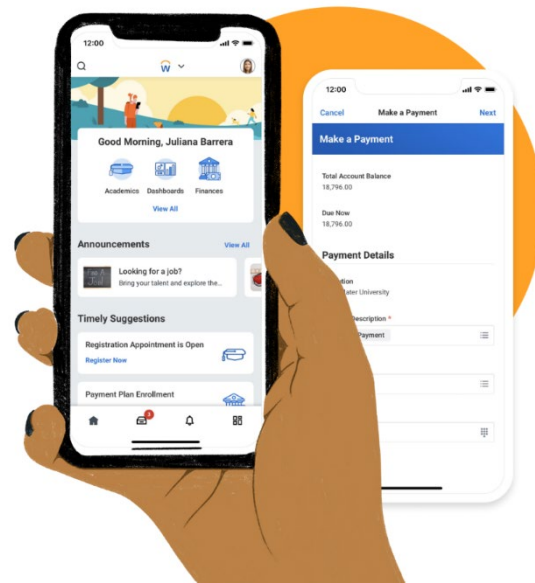 12:00
Good Morning, Juliana Barrera
Academics Dashboards Finances
View All
Announcements View All
Looking for a job?
Bring your talent and explore the...
Timely Suggestions
Registration Appointment is Open
Register Now
Payment Plan Enrollment
12:00
Cancel Make a Payment Next
Make a Payment
Total Account Balance
18,796.00
Due Now
18,796.00
Payment Details
University
Description *
Payment